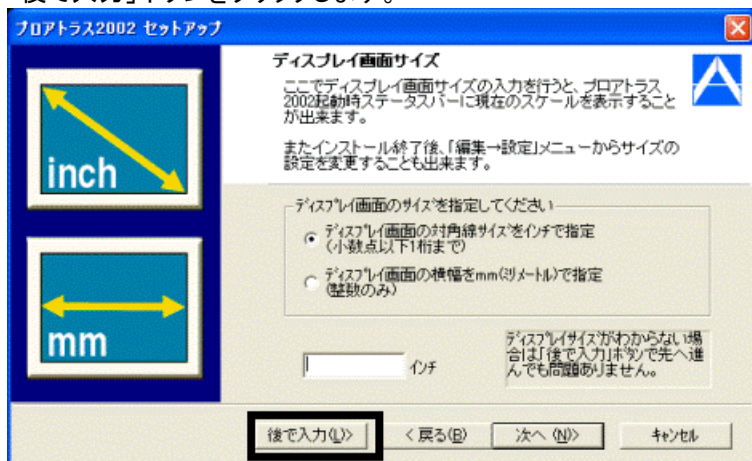 後で入力」ボタンをクリックします。
プロアトラス2002 セットアップ
ディスプレイ画面サイズ
ここでディスプレイ画面サイズの入力を行うと、プロアトラス
2002起動時ステータスバーに現在のスケールを表示すること
が出来ます。
またインストール終了後、「編集→設定」メニューからサイズの
設定を変更することも出来ます。
inch
mm
ディスプレイ画面のサイズを指定してください
ディスプレイ画面の対角線サイズをインチで指定
(小数点以下1桁まで)
ディスプレイ画面の横幅をmm(ミリメートル)で指定
(整数のみ)
インチ
ディスプレイサイズがわからない場
合は「後で入力」ボタンで先へ進
んでも問題ありません。
後で入力(L)>
< 戻る(B)
次へ (N)>
キャンセル